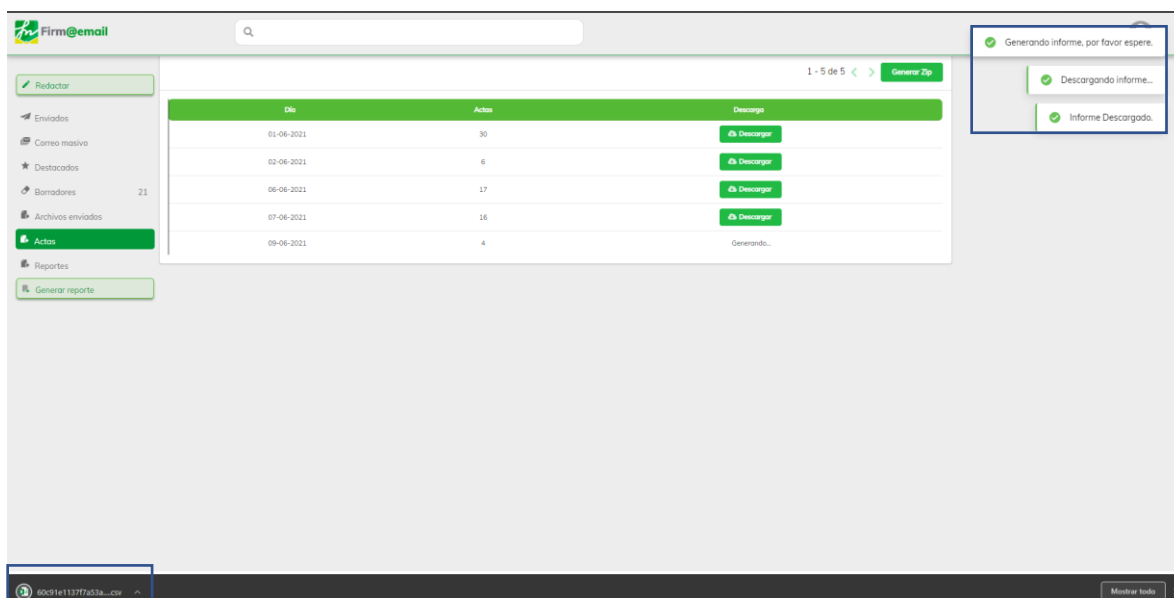 Firm@email
Generando informe, por favor espere.
Descargando informe...
Informe Descargado.
1 - 5 de 5
Generar Zip
Redactar
Enviados
Correo masivo
Destacados
Borradores 21
Archivos enviados
Actas
Reportes
Generar reporte
Día Actas Descarga
01-06-2021 30 Descargar
02-06-2021 6 Descargar
06-06-2021 17 Descargar
07-06-2021 16 Descargar
09-06-2021 4 Generando...
60c91e1137f7a53a....csv
Mostrar todo